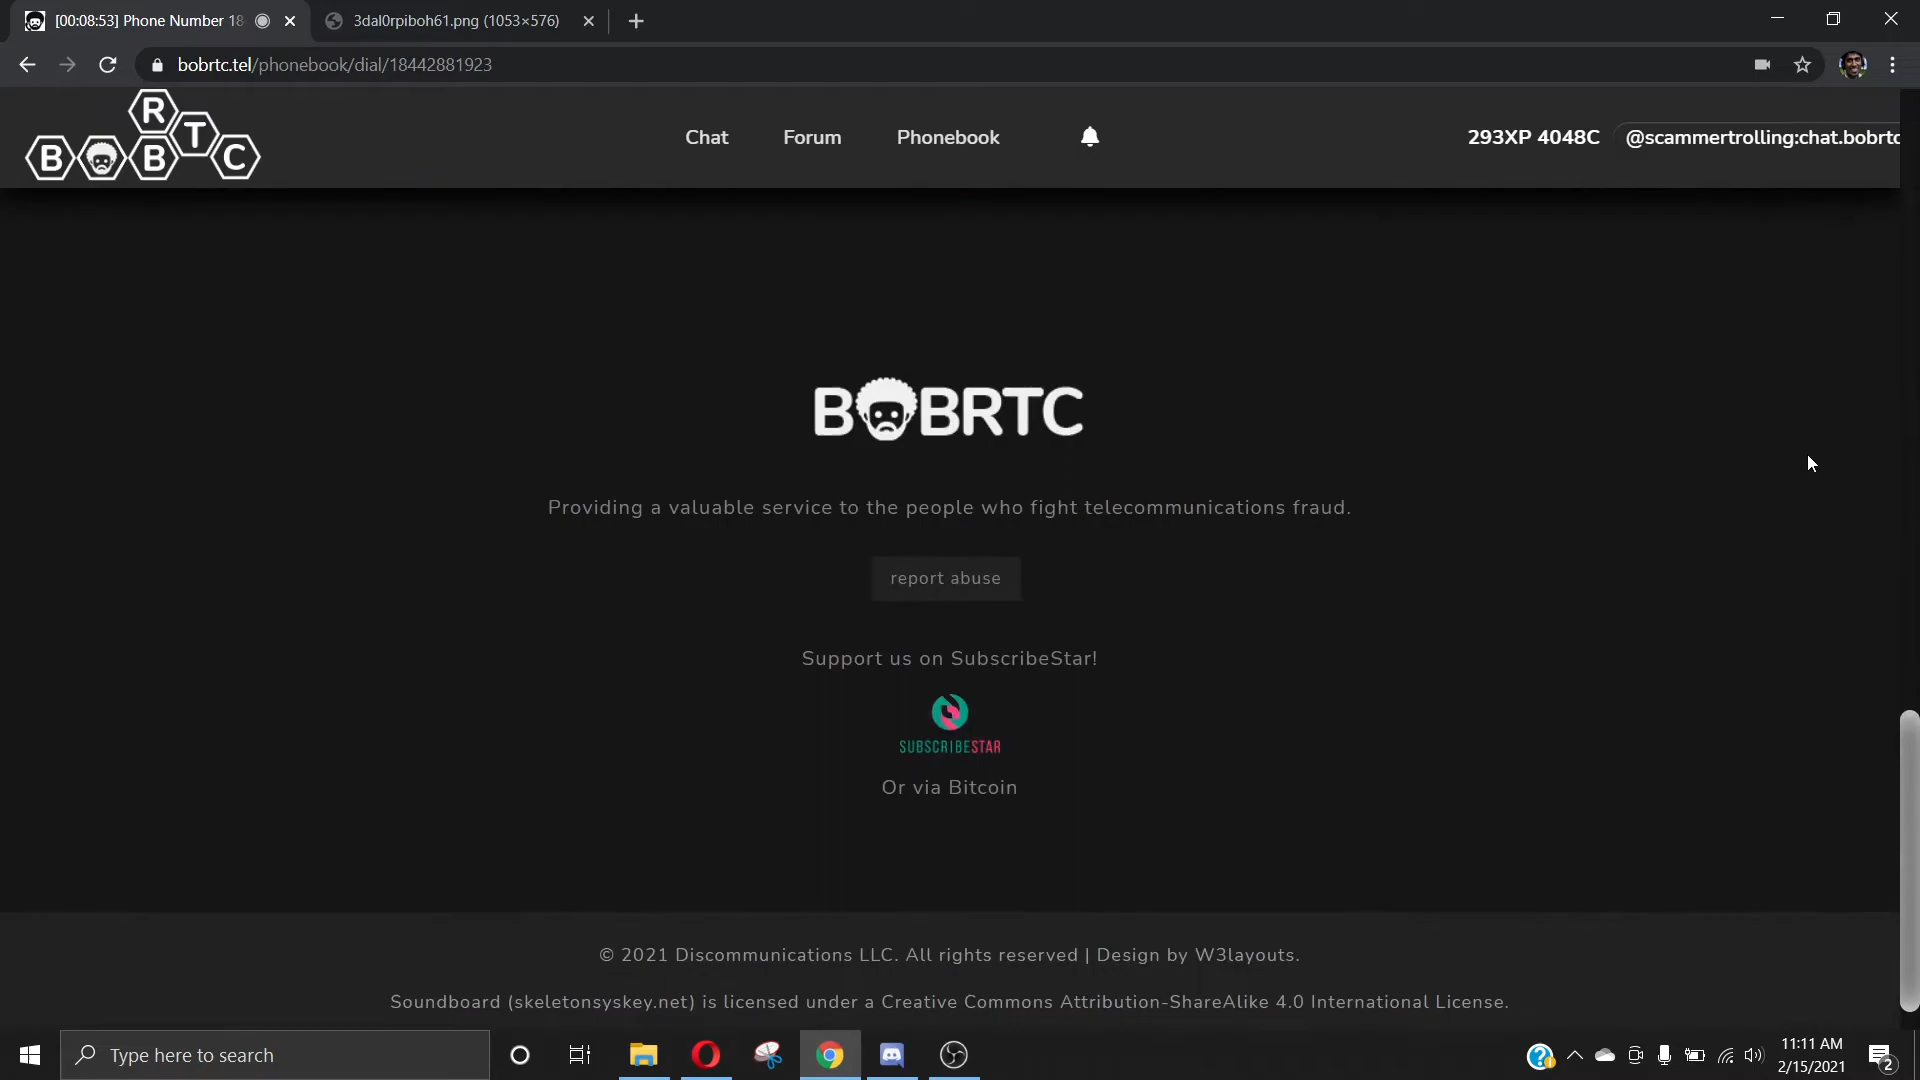 [00:08:53] Phone Number 18
3dal0rpiboh61.png (1053×576)
bobrtc.tel/phonebook/dial/18442881923
BOBRTC
Chat
Forum
Phonebook
293XP 4048C
@scammertrolling:chat.bobrtc
BOBRTC
Providing a valuable service to the people who fight telecommunications fraud.
report abuse
Support us on SubscribeStar!
SUBSCRIBESTAR
Or via Bitcoin
© 2021 Discommunications LLC. All rights reserved | Design by W3layouts.
Soundboard (skeletonsyskey.net) is licensed under a Creative Commons Attribution-ShareAlike 4.0 International License.
Type here to search
11:11 AM
2/15/2021
2